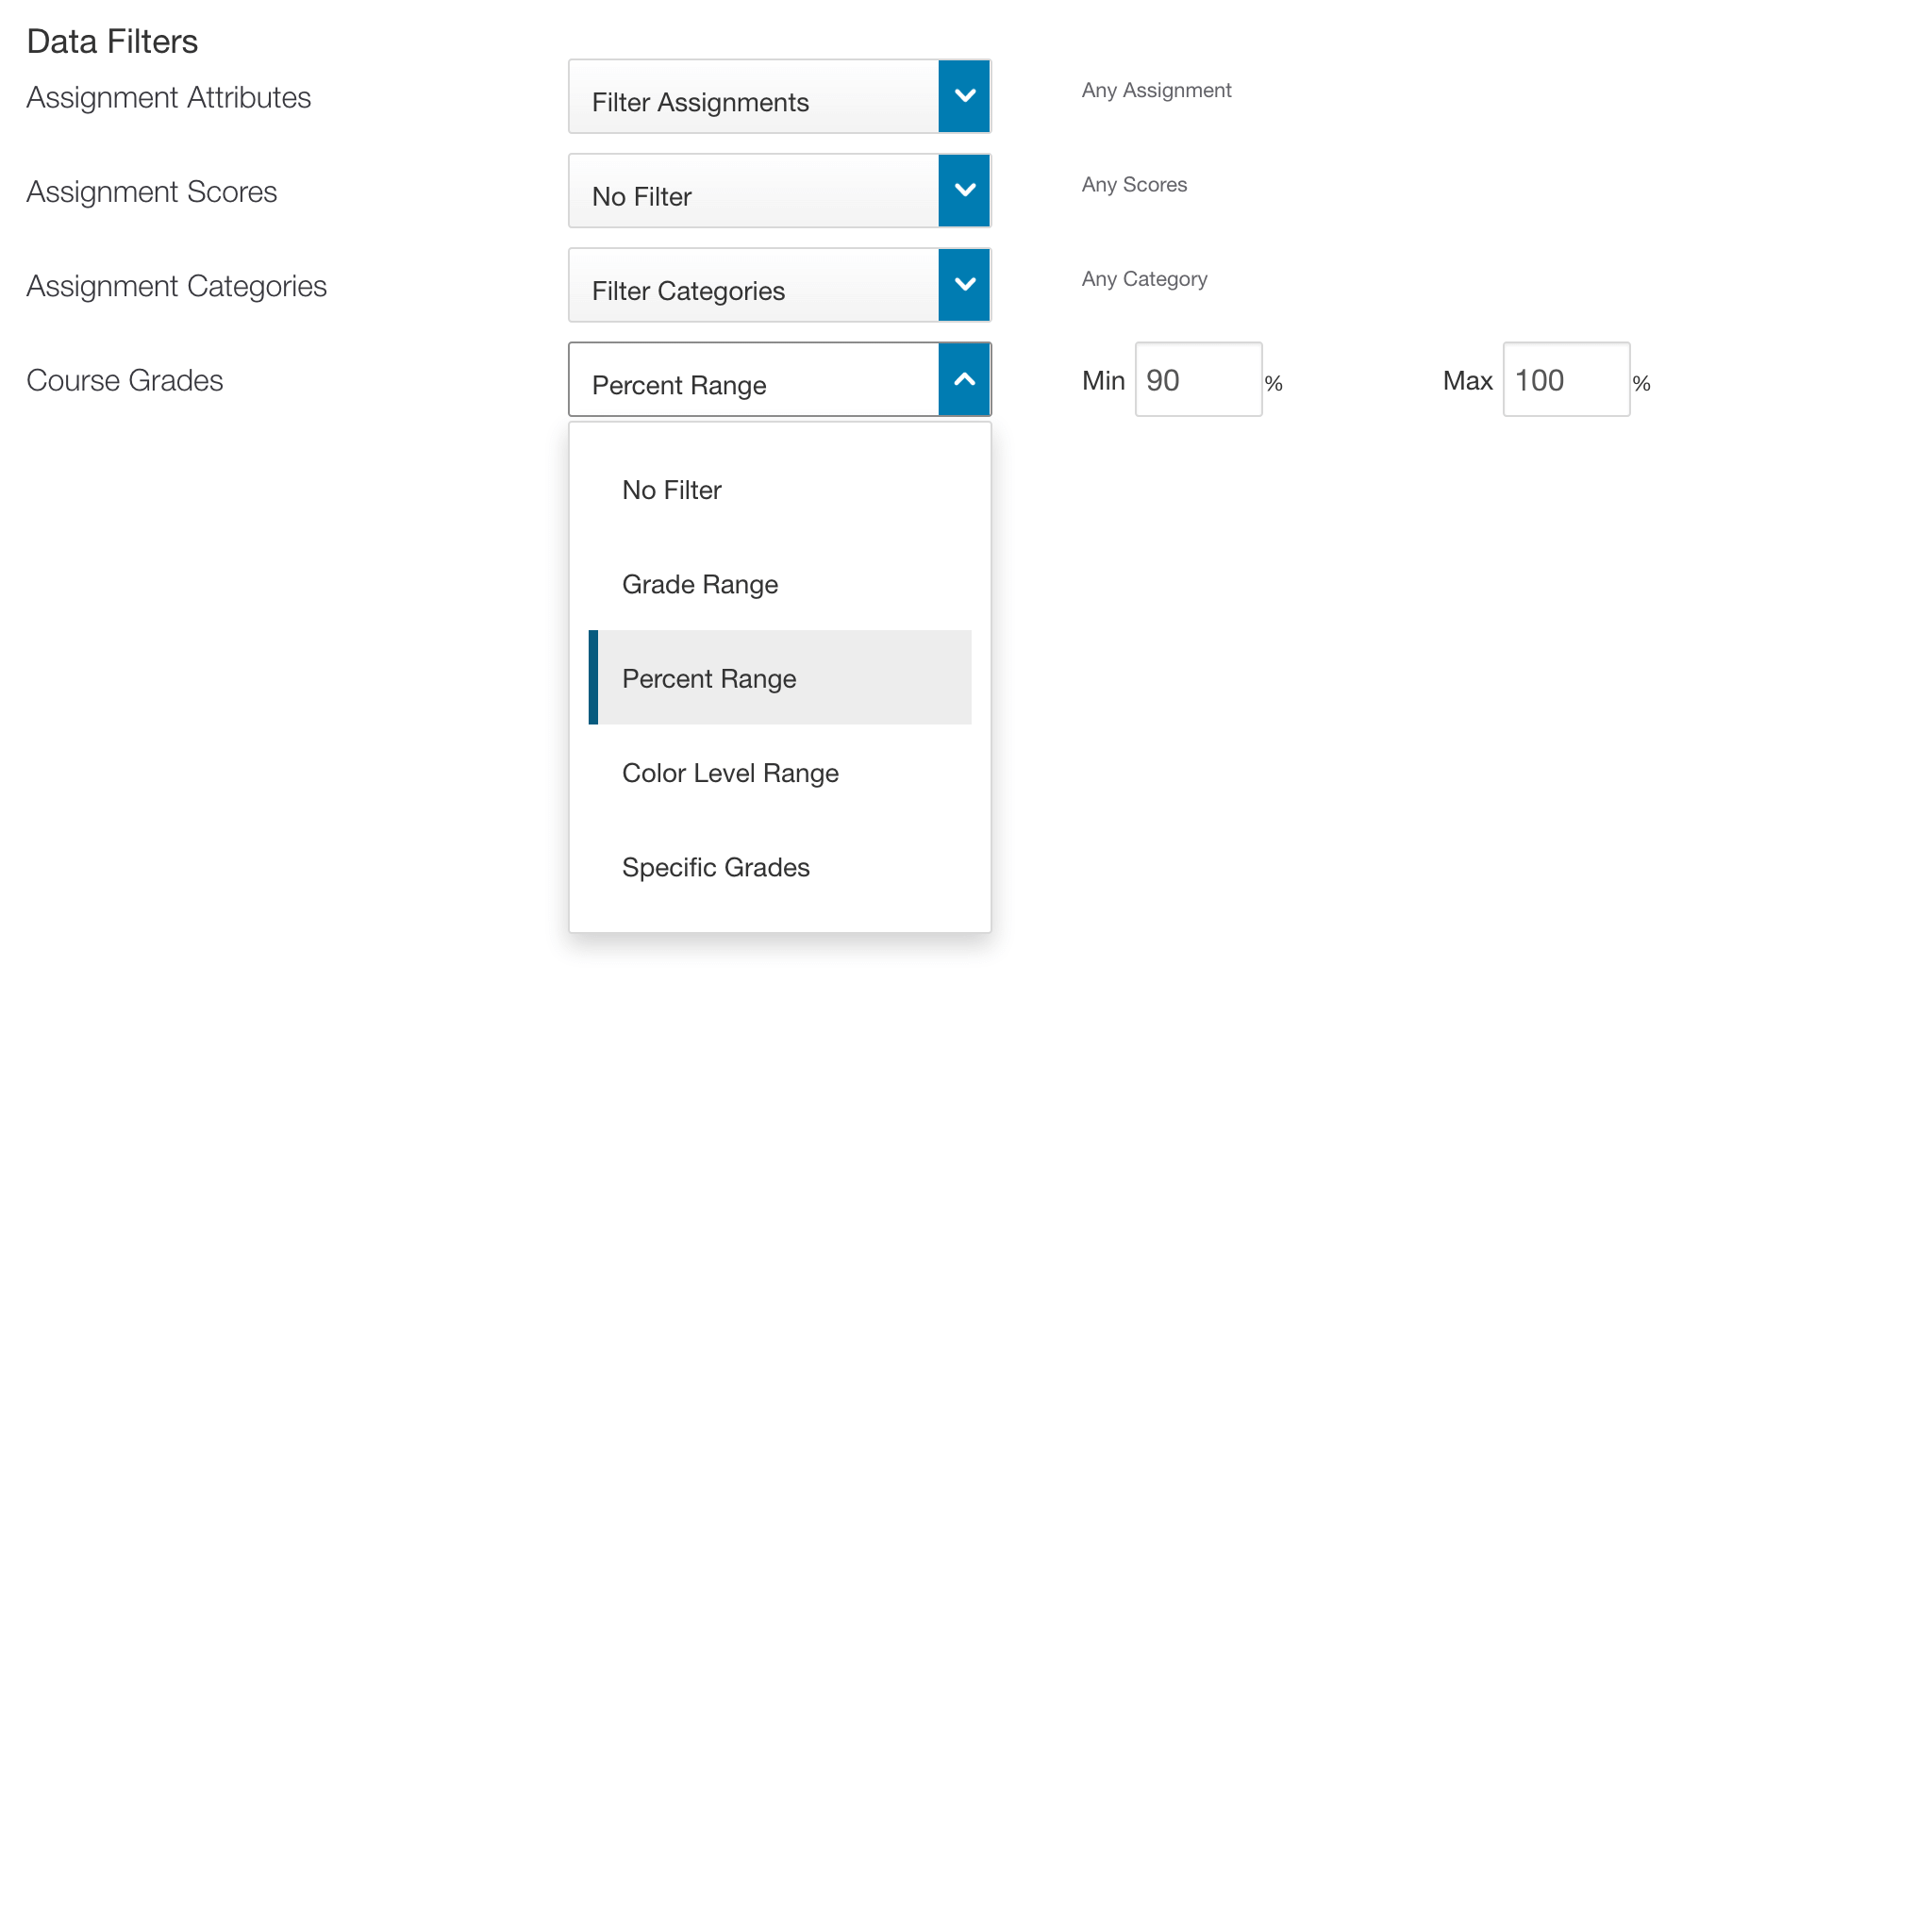 Data Filters
Assignment Attributes Filter Assignments Any Assignment
Assignment Scores No Filter Any Scores
Assignment Categories Filter Categories Any Category
Course Grades Percent Range Min 90 % Max 100 %
No Filter
Grade Range
Percent Range
Color Level Range
Specific Grades